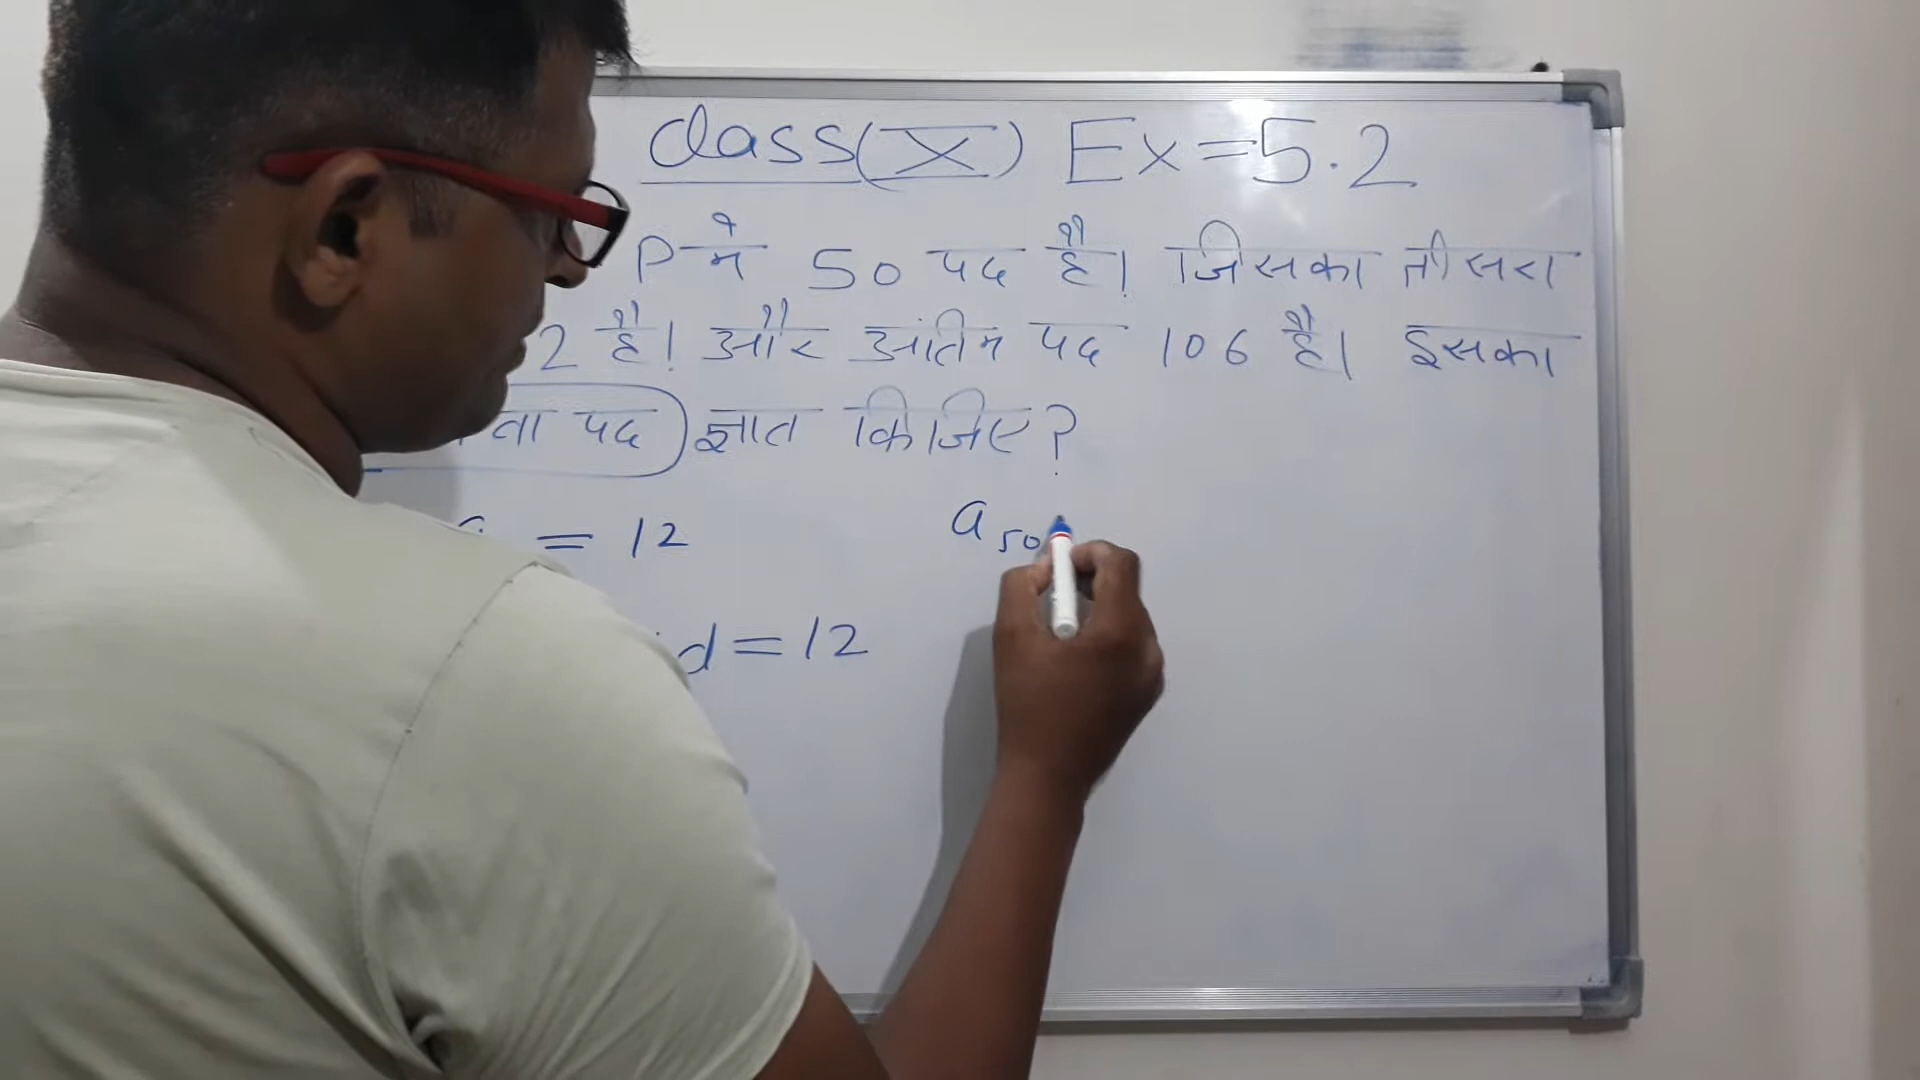 class (X) Ex=5.2
P में 50 पद है। जिसका तीसरा
2 है। और अंतिम पद 106 है। इसका
वा पद ज्ञात किजिए?
= 12 a50
d=12